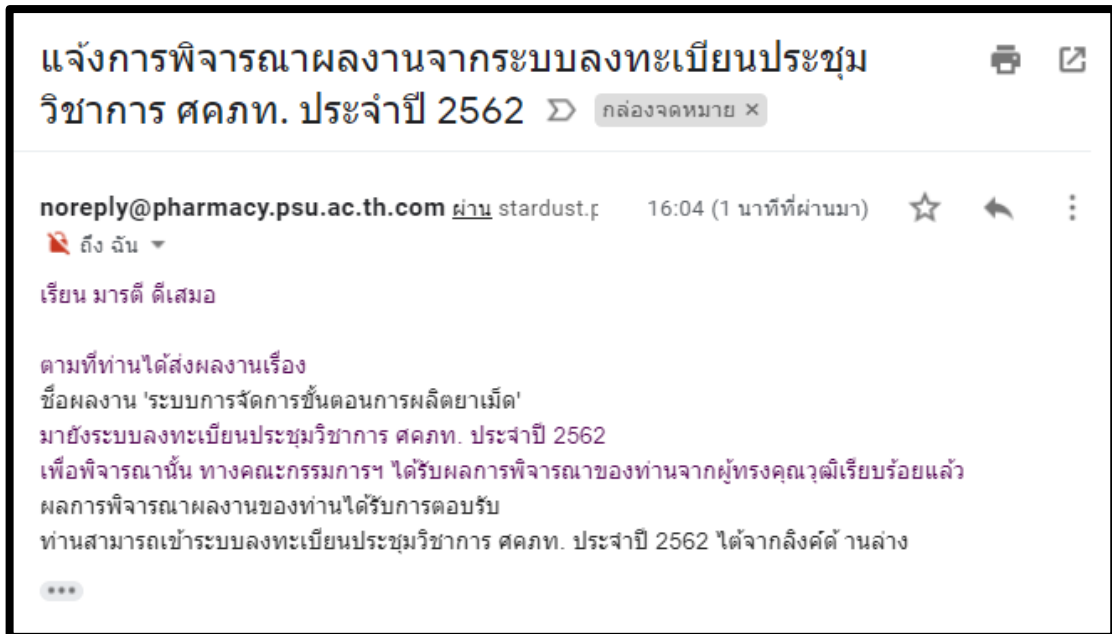 แจ้งการพิจารณาผลงานจากระบบลงทะเบียนประชุม
วิชาการ ศคภท. ประจำปี 2562 กล่องจดหมาย ×
noreply@pharmacy.psu.ac.th.com ผ่าน stardust.p 16:04 (1 นาทีที่ผ่านมา)
ถึง ฉัน
เรียน มารตี ดีเสมอ
ตามที่ท่านได้ส่งผลงานเรื่อง
ชื่อผลงาน 'ระบบการจัดการขั้นตอนการผลิตยาเม็ด'
มายังระบบลงทะเบียนประชุมวิชาการ ศคภท. ประจำปี 2562
เพื่อพิจารณานั้น ทางคณะกรรมการฯ ได้รับผลการพิจารณาของท่านจากผู้ทรงคุณวุฒิเรียบร้อยแล้ว
ผลการพิจารณาผลงานของท่านได้รับการตอบรับ
ท่านสามารถเข้าระบบลงทะเบียนประชุมวิชาการ ศคภท. ประจำปี 2562 ได้จากลิงค์ด้ านล่าง